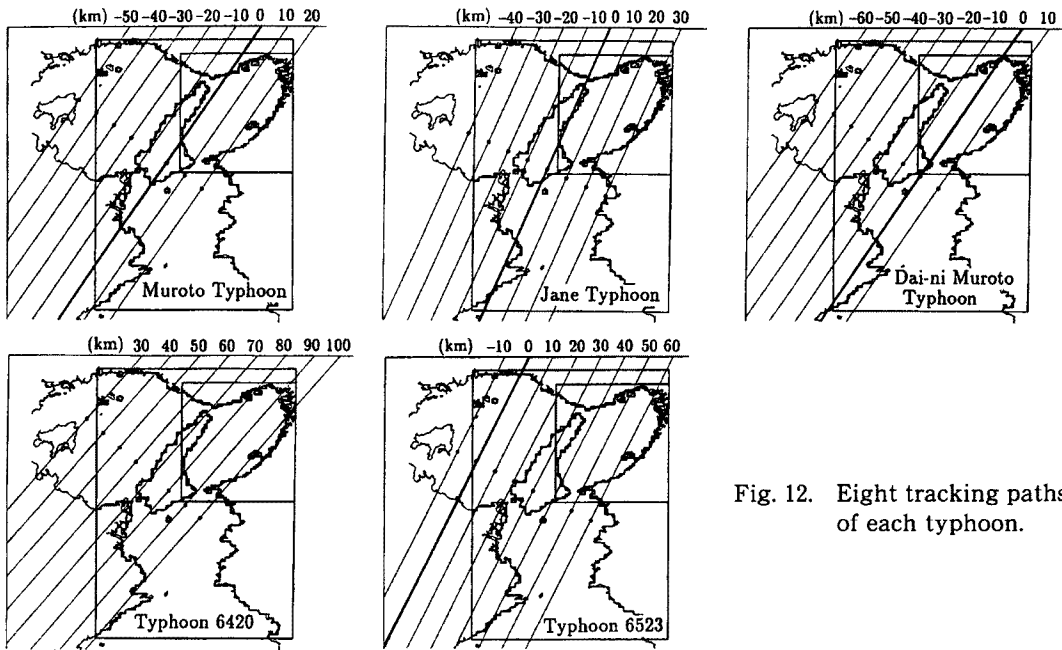 (km) -50 -40 -30 -20 -10 0 10 20
(km) -40 -30 -20 -10 0 10 20 30
(km) -60 -50 -40 -30 -20 -10 0 10
Muroto Typhoon
Jane Typhoon
Dai-ni Muroto
Typhoon
(km) 30 40 50 60 70 80 90 100
(km) -10 0 10 20 30 40 50 60
Typhoon 6420
Typhoon 6523
Fig. 12. Eight tracking paths
of each typhoon.